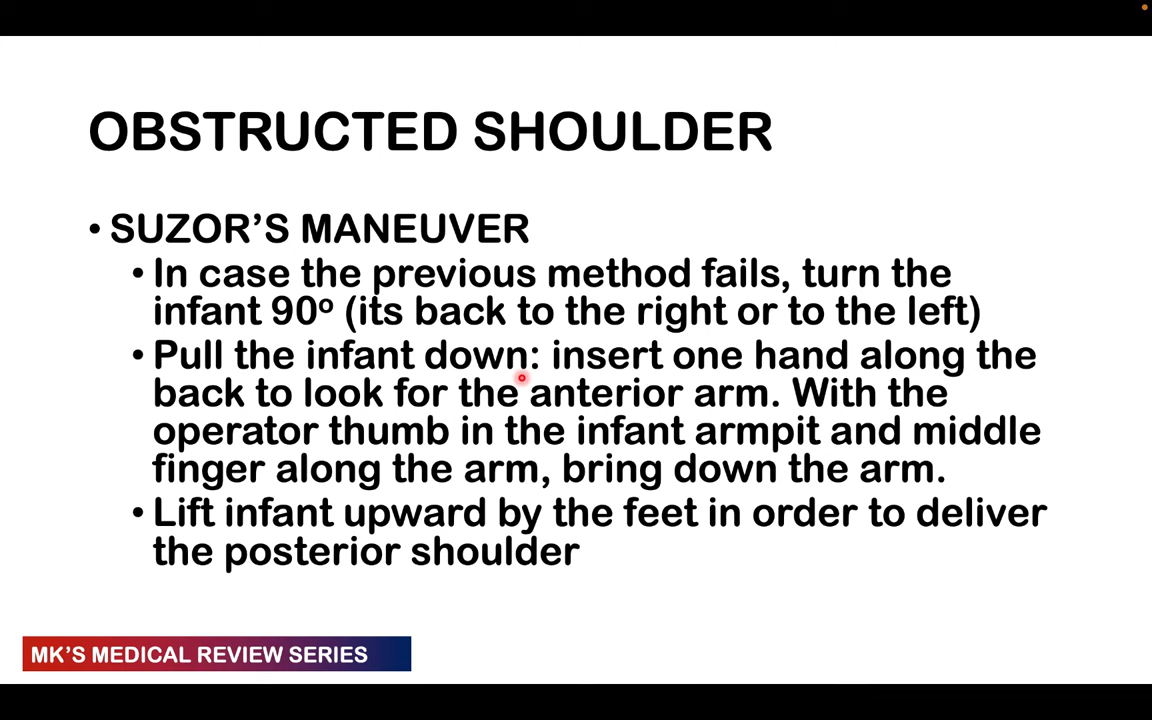 OBSTRUCTED SHOULDER
• SUZOR’S MANEUVER
• In case the previous method fails, turn the
infant 90º (its back to the right or to the left)
• Pull the infant down: insert one hand along the
back to look for the anterior arm. With the
operator thumb in the infant armpit and middle
finger along the arm, bring down the arm.
• Lift infant upward by the feet in order to deliver
the posterior shoulder
MK’S MEDICAL REVIEW SERIES